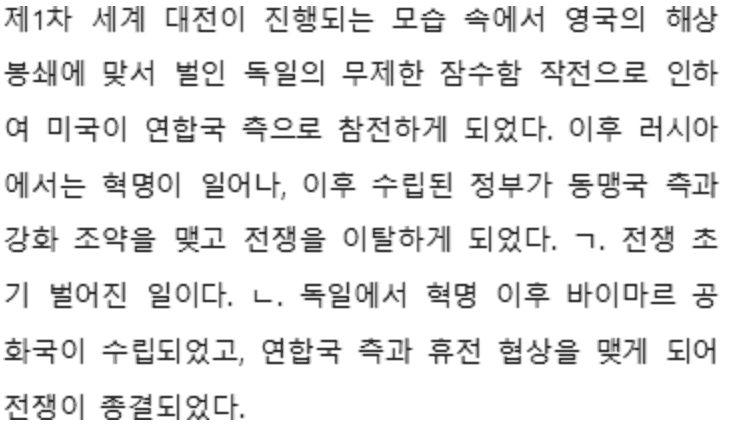 제1차 세계 대전이 진행되는 모습 속에서 영국의 해상
봉쇄에 맞서 벌인 독일의 무제한 잠수함 작전으로 인하
여 미국이 연합국 측으로 참전하게 되었다. 이후 러시아
에서는 혁명이 일어나, 이후 수립된 정부가 동맹국 측과
강화 조약을 맺고 전쟁을 이탈하게 되었다. ㄱ. 전쟁 초
기 벌어진 일이다. ㄴ. 독일에서 혁명 이후 바이마르 공
화국이 수립되었고, 연합국 측과 휴전 협상을 맺게 되어
전쟁이 종결되었다.